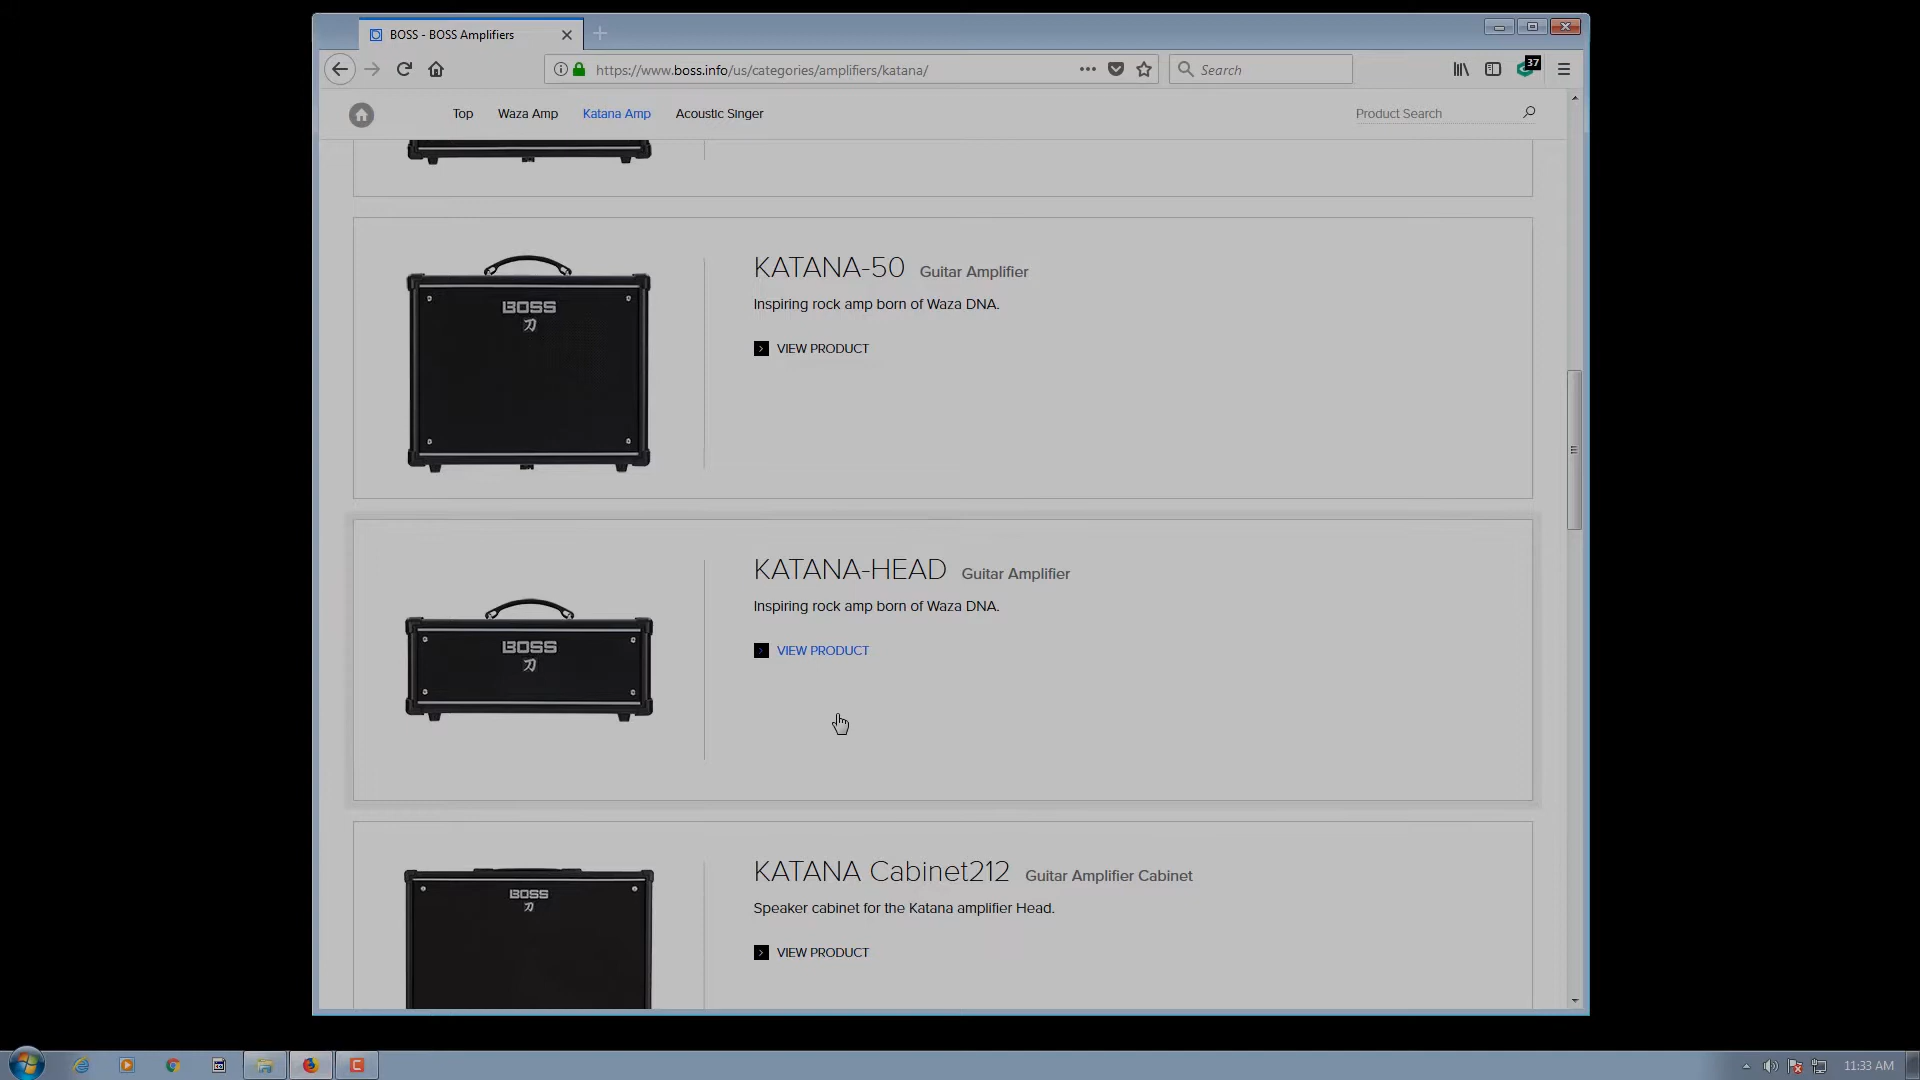 BOSS - BOSS Amplifiers
https://www.boss.info/us/categories/amplifiers/katana/
Search
37
Top
Waza Amp
Katana Amp
Acoustic Singer
Product Search
BOSS
刀
KATANA-50 Guitar Amplifier
Inspiring rock amp born of Waza DNA.
VIEW PRODUCT
BOSS
刀
KATANA-HEAD Guitar Amplifier
Inspiring rock amp born of Waza DNA.
VIEW PRODUCT
BOSS
刀
KATANA Cabinet212 Guitar Amplifier Cabinet
Speaker cabinet for the Katana amplifier Head.
VIEW PRODUCT
11:33 AM